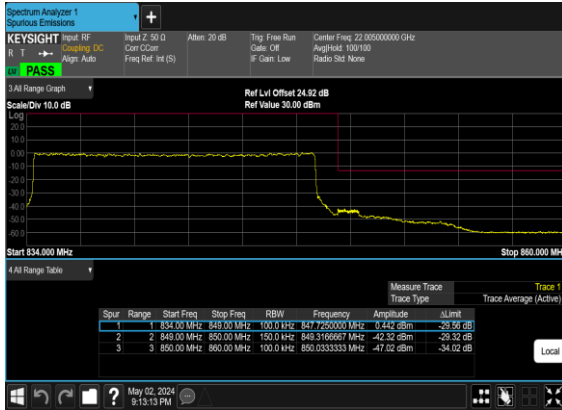 Spectrum Analyzer 1
Spurious Emissions
+
KEYSIGHT Input: RF Input Z: 50 Ω Atten: 20 dB Trig: Free Run Center Freq: 22.005000000 GHz
R T Coupling: DC Corr CCorr Gate: Off Avg|Hold: 100/100
Align: Auto Freq Ref: Int (S) IF Gain: Low Radio Std: None
PASS
3 All Range Graph
Ref Lvl Offset 24.92 dB
Scale/Div 10.0 dB Ref Value 30.00 dBm
Log
20.0
10.0
0.00
-10.0
-20.0
-30.0
-40.0
-50.0
-60.0
Start 834.000 MHz Stop 860.000 MH
4 All Range Table
Measure Trace Trace 1
Trace Type Trace Average (Active)
Spur Range Start Freq Stop Freq RBW Frequency Amplitude ΔLimit
1 1 834.00 MHz 849.00 MHz 100.0 kHz 847.7250000 MHz 0.442 dBm -29.56 dB
2 2 849.00 MHz 850.00 MHz 100.0 kHz 849.3166667 MHz -42.32 dBm -29.32 dB
3 3 850.00 MHz 860.00 MHz 100.0 kHz 850.0333333 MHz -47.02 dBm -34.02 dB
Local
? May 02, 2024
9:13:13 PM